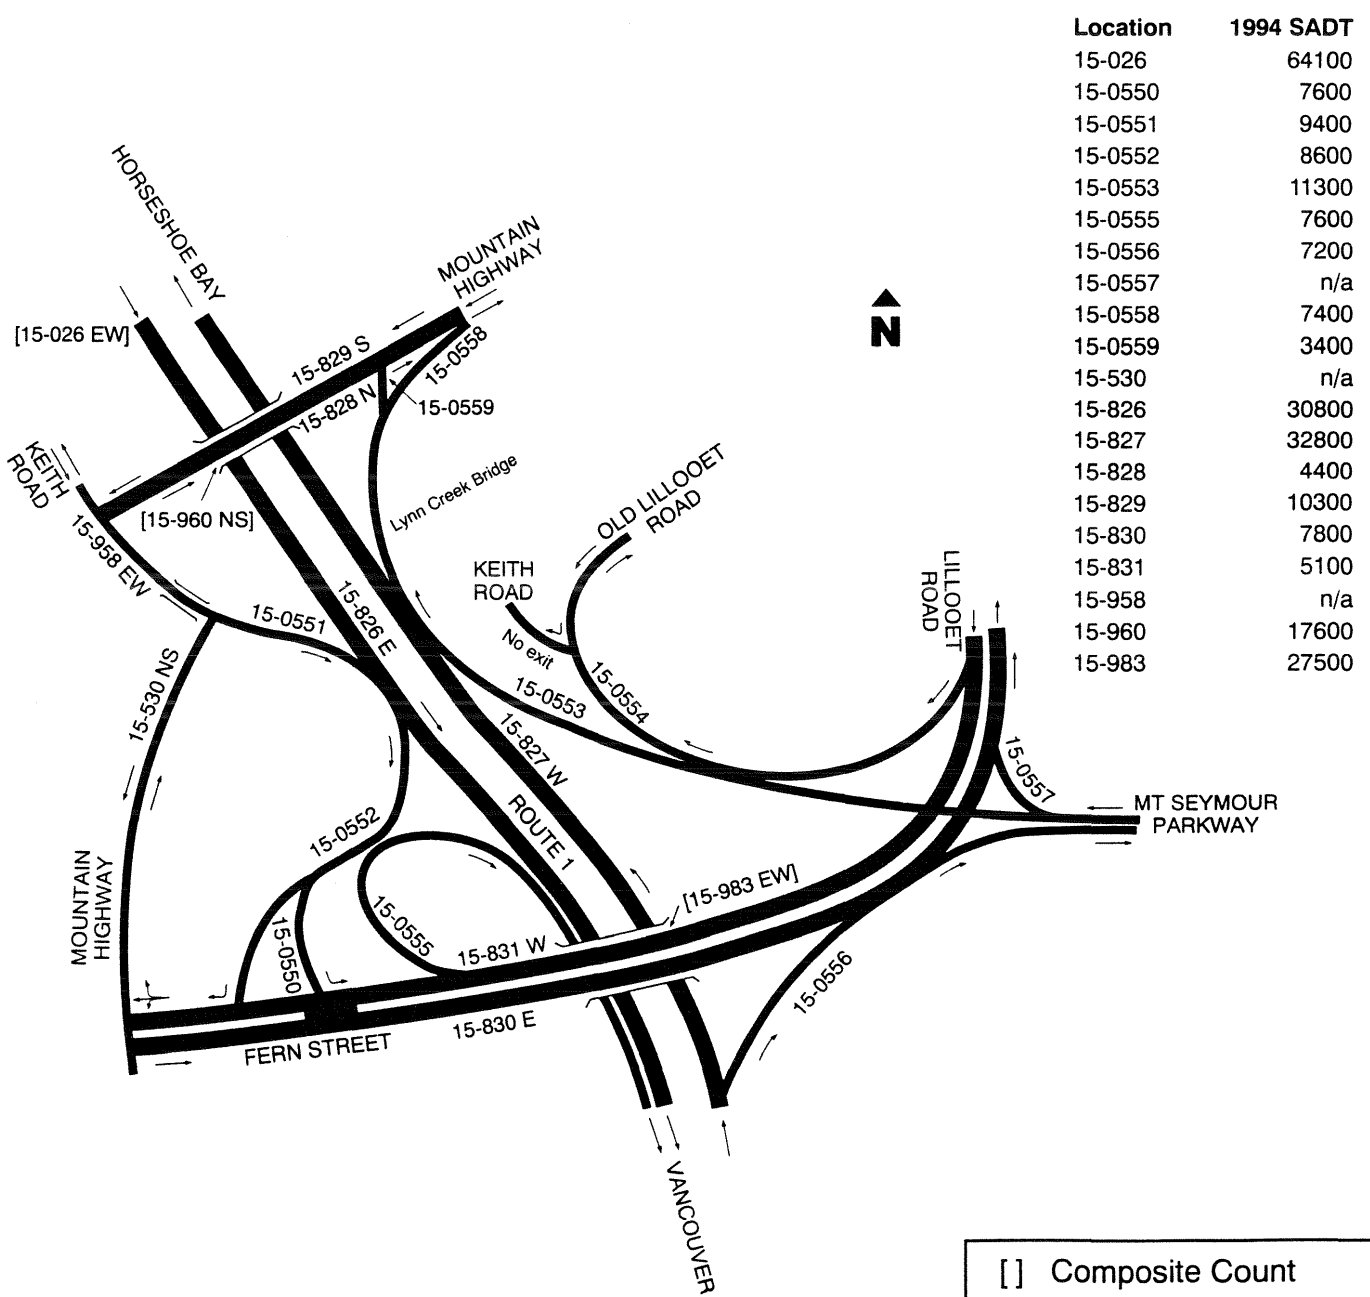 Location 1994 SADT
15-026 64100
15-0550 7600
15-0551 9400
15-0552 8600
15-0553 11300
15-0555 7600
15-0556 7200
15-0557 n/a
15-0558 7400
15-0559 3400
15-530 n/a
15-826 30800
15-827 32800
15-828 4400
15-829 10300
15-830 7800
15-831 5100
15-958 n/a
15-960 17600
15-983 27500
HORSESHOE BAY
MOUNTAIN
HIGHWAY
[15-026 EW]
15-829 S
15-828 N
15-0558
15-0559
N
KEITH
ROAD
[15-960 NS]
Lynn Creek Bridge
15-958 EW
OLD LILLOOET
ROAD
KEITH
ROAD
No exit
LILLOOET
ROAD
15-0551
15-826 E
15-530 NS
15-0553
15-0554
15-827 W
15-0557
MT SEYMOUR
PARKWAY
ROUTE 1
15-0552
MOUNTAIN
HIGHWAY
15-0550
15-0555
15-831 W
[15-983 EW]
15-0556
15-830 E
FERN STREET
VANCOUVER
[ ] Composite Count